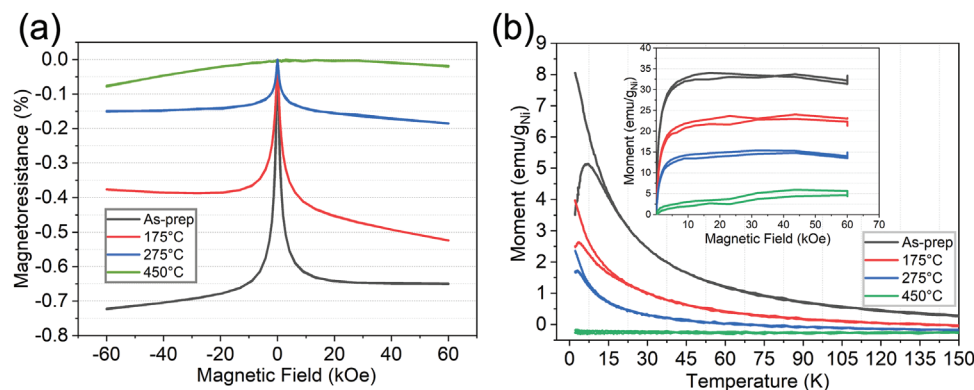 (a)
Magnetoresistance (%)
0.0
-0.1
-0.2
-0.3
-0.4
-0.5
-0.6
-0.7
-0.8
As-prep
175°C
275°C
450°C
-60 -40 -20 0 20 40 60
Magnetic Field (kOe)
(b)
Moment (emu/gNi)
9
8
7
6
5
4
3
2
1
0
Moment (emu/gNi)
40
35
30
25
20
15
10
5
0
10 20 30 40 50 60 70
Magnetic Field (kOe)
As-prep
175°C
275°C
450°C
0 15 30 45 60 75 90 105 120 135 150
Temperature (K)